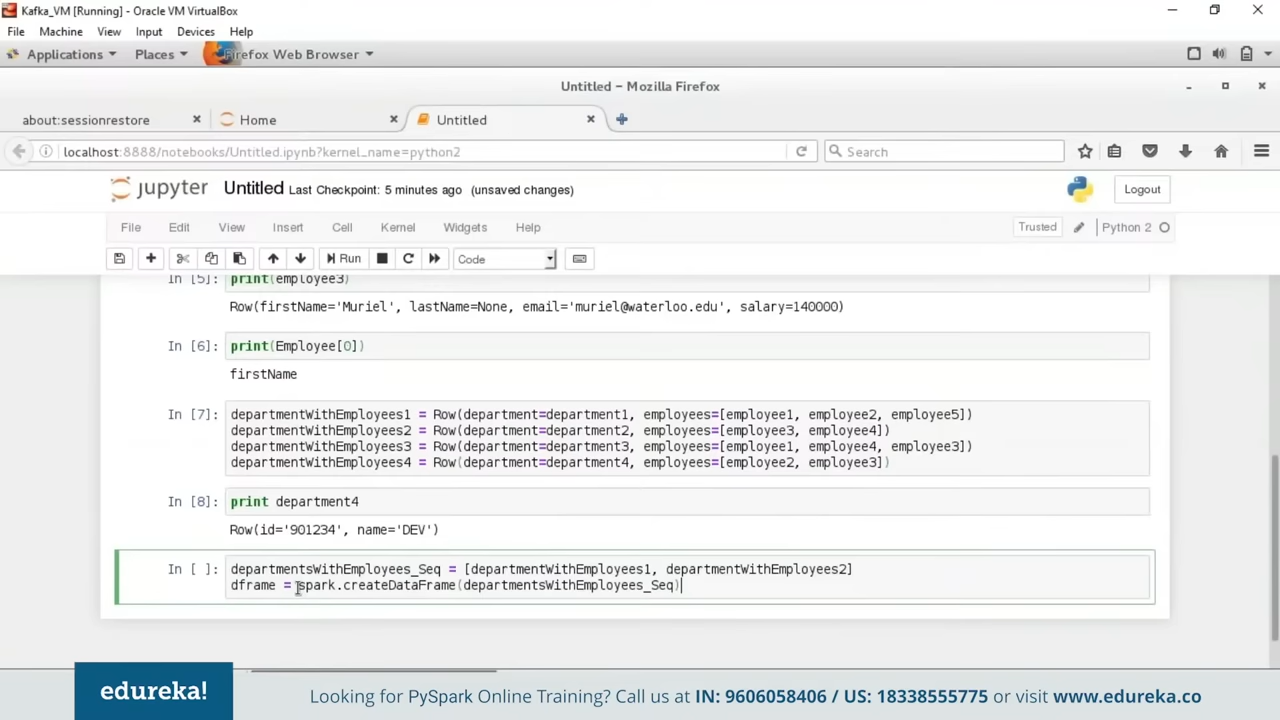 Kafka_VM [Running] - Oracle VM VirtualBox
File Machine View Input Devices Help
Applications Places Firefox Web Browser
Untitled – Mozilla Firefox
about:sessionrestore Home Untitled
localhost:8888/notebooks/Untitled.ipynb?kernel_name=python2 Search
jupyter Untitled Last Checkpoint: 5 minutes ago (unsaved changes) Logout
File Edit View Insert Cell Kernel Widgets Help Trusted Python 2
Run Code
In [5]: print(employee3)
Row(firstName='Muriel', lastName=None, email='muriel@waterloo.edu', salary=140000)
In [6]: print(Employee[0])
firstName
In [7]: departmentWithEmployees1 = Row(department=department1, employees=[employee1, employee2, employee5])
departmentWithEmployees2 = Row(department=department2, employees=[employee3, employee4])
departmentWithEmployees3 = Row(department=department3, employees=[employee1, employee4, employee3])
departmentWithEmployees4 = Row(department=department4, employees=[employee2, employee3])
In [8]: print department4
Row(id='901234', name='DEV')
In [ ]: departmentsWithEmployees_Seq = [departmentWithEmployees1, departmentWithEmployees2]
dframe = spark.createDataFrame(departmentsWithEmployees_Seq)
edureka! Looking for PySpark Online Training? Call us at IN: 9606058406 / US: 18338555775 or visit www.edureka.co